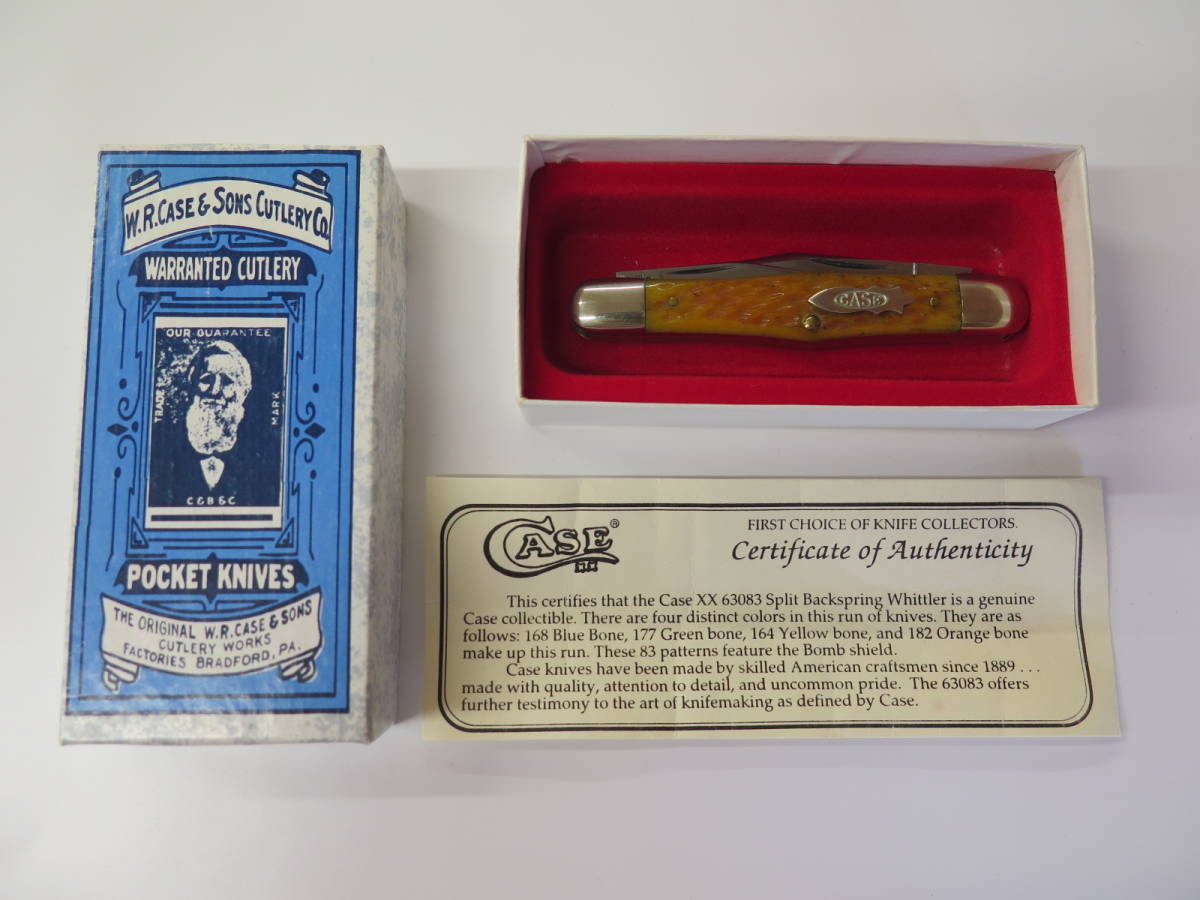 W.R. CASE & SONS CUTLERY CO.
WARRANTED CUTLERY
OUR GUARANTEE
TRADE
MARK
C & B & C
POCKET KNIVES
THE ORIGINAL W.R. CASE & SONS
CUTLERY WORKS
FACTORIES BRADFORD, PA.
CASE
CASE®
XX
FIRST CHOICE OF KNIFE COLLECTORS.
Certificate of Authenticity
This certifies that the Case XX 63083 Split Backspring Whittler is a genuine
Case collectible. There are four distinct colors in this run of knives. They are as
follows: 168 Blue Bone, 177 Green bone, 164 Yellow bone, and 182 Orange bone
make up this run. These 83 patterns feature the Bomb shield.
Case knives have been made by skilled American craftsmen since 1889 . . .
made with quality, attention to detail, and uncommon pride. The 63083 offers
further testimony to the art of knifemaking as defined by Case.